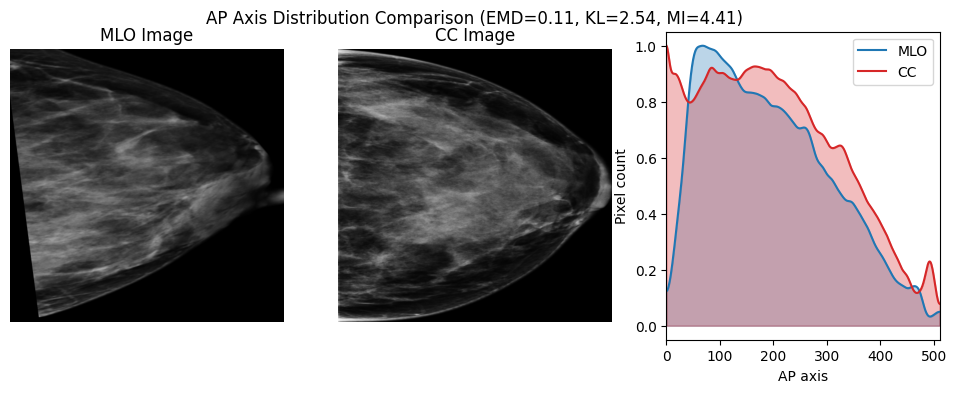 AP Axis Distribution Comparison (EMD=0.11, KL=2.54, MI=4.41)
MLO Image
CC Image
MLO
CC
1.0
0.8
0.6
0.4
0.2
0.0
Pixel count
0 100 200 300 400 500
AP axis